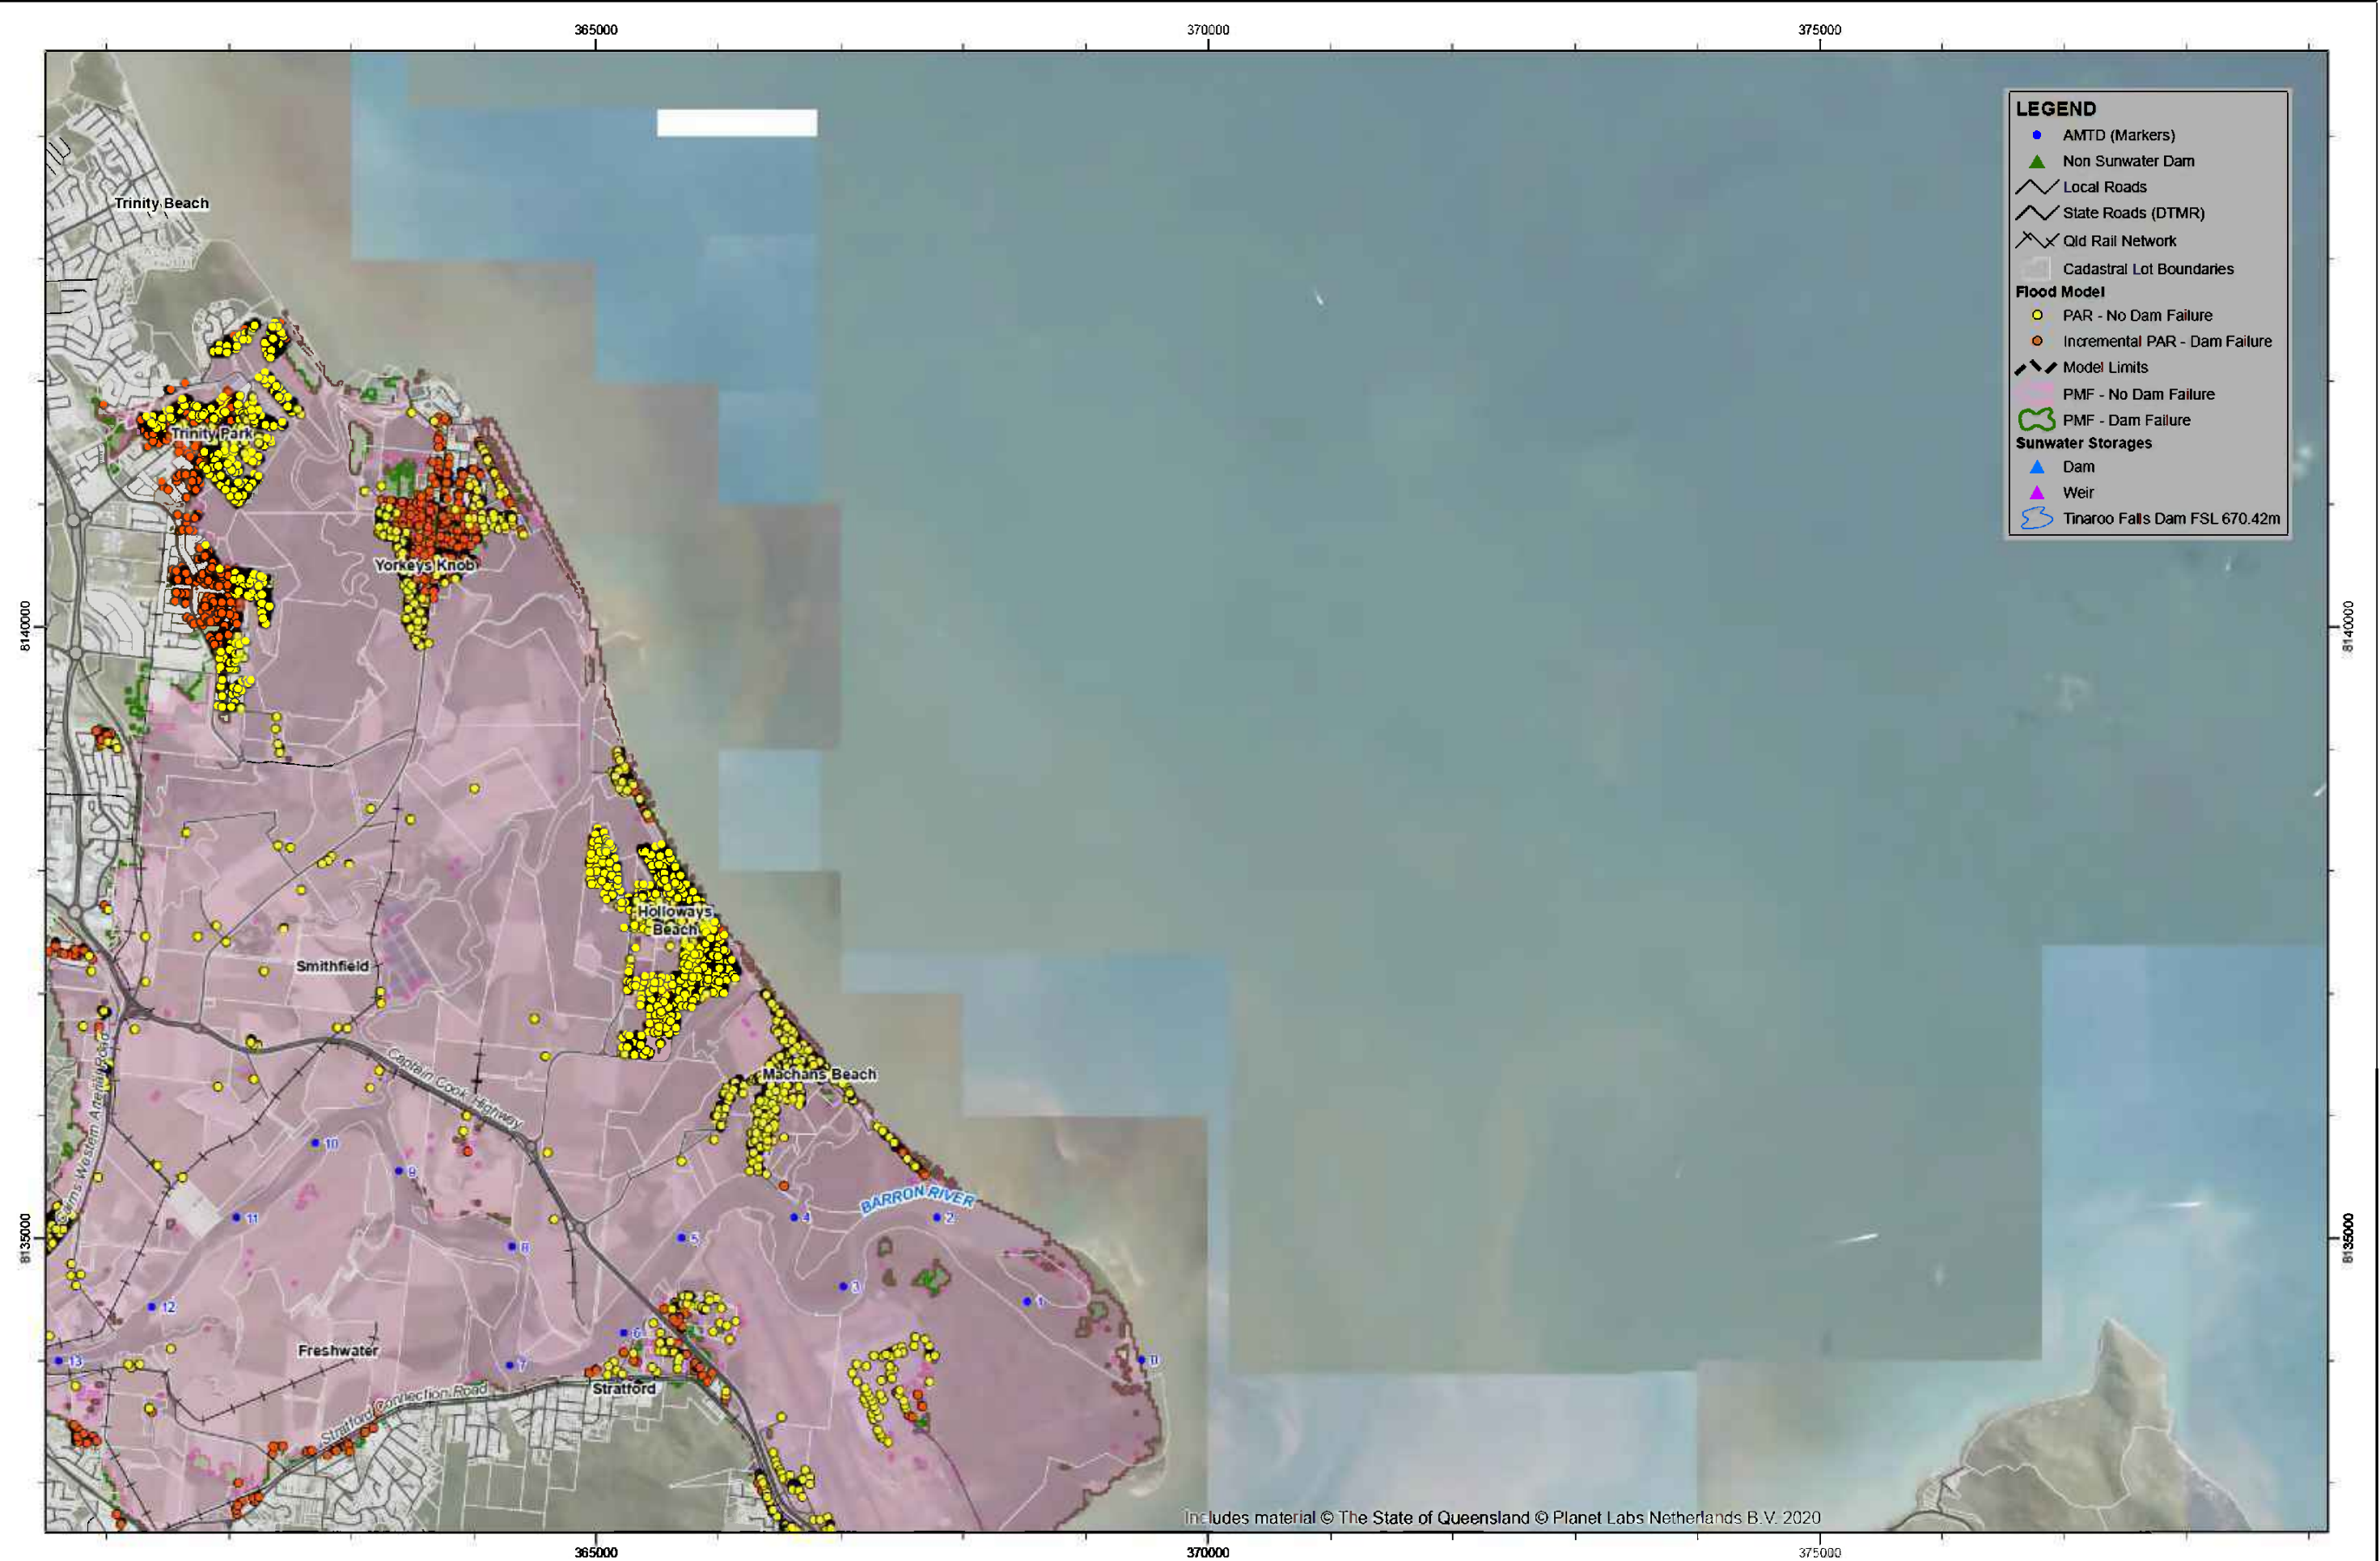 365000
370000
375000
LEGEND
AMTD (Markers)
Non Sunwater Dam
Local Roads
State Roads (DTMR)
Qld Rail Network
Cadastral Lot Boundaries
Flood Model
PAR - No Dam Failure
Incremental PAR - Dam Failure
Model Limits
PMF - No Dam Failure
PMF - Dam Failure
Sunwater Storages
Dam
Weir
Tinaroo Falls Dam FSL 670.42m
Trinity Beach
Trinity Park
Yorkeys Knob
8140000
8140000
Holloways
Beach
Smithfield
Captain Cook Highway
Machans Beach
Cairns Western Arterial Road
10
9
BARRON RIVER
11
4
2
8135000
5
8
8135000
3
12
1
6
Freshwater
13
7
0
Stratford
Stratford Connection Road
Includes material © The State of Queensland © Planet Labs Netherlands B.V. 2020
365000
370000
375000